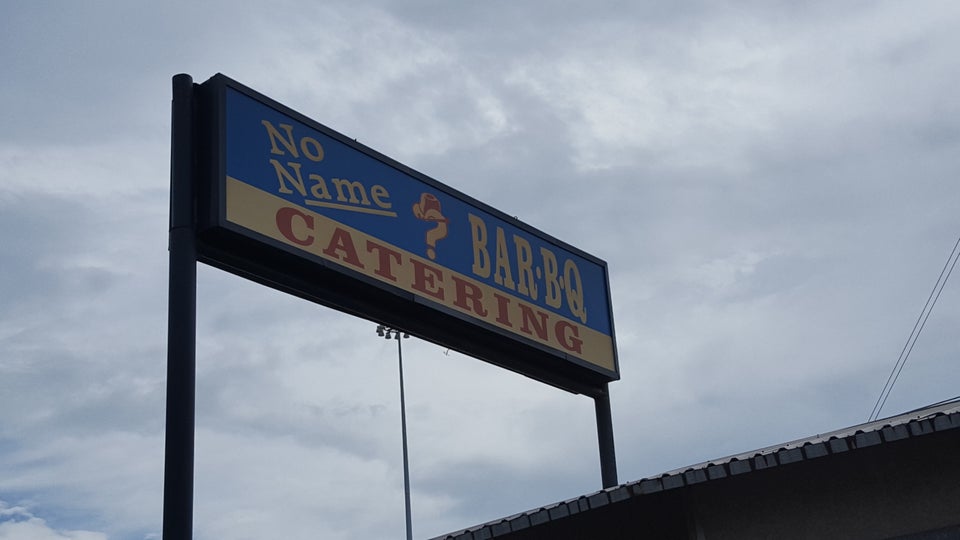 No
Name ? BAR·B·Q
CATERING